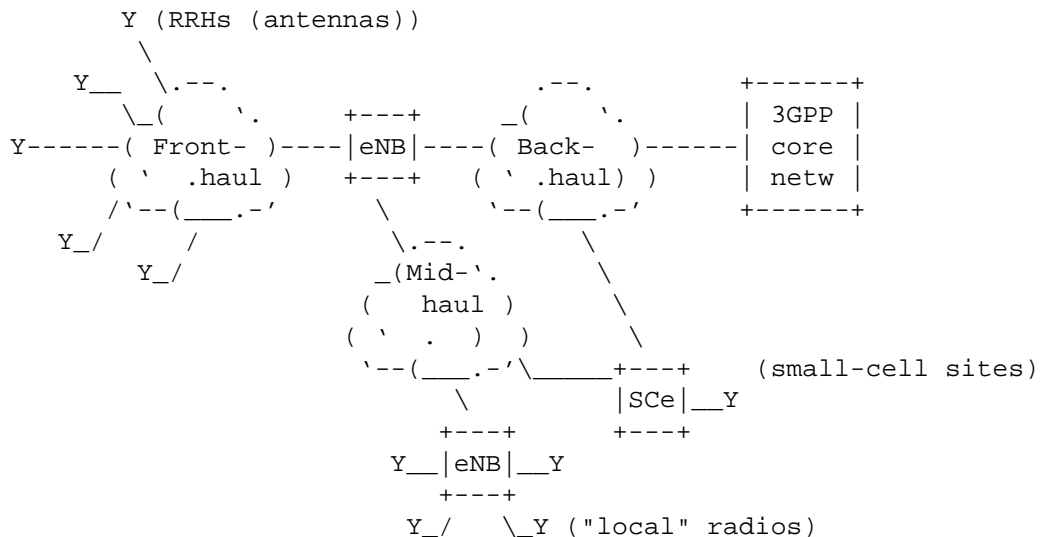 Y (RRHs (antennas))
Y
3GPP
Y Front- eNB Back- core
haul haul netw
Y
Y Mid-
haul
(small-cell sites)
SCe Y
Y eNB Y
Y Y ("local" radios)